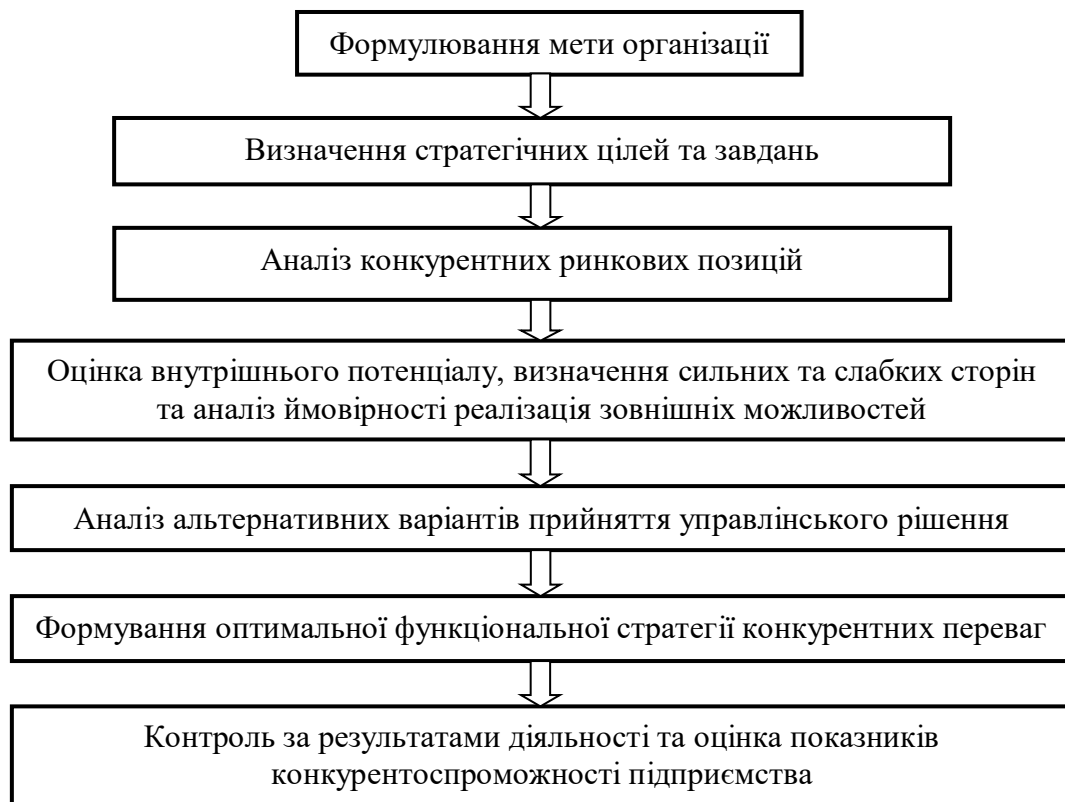 Формулювання мети організації
Визначення стратегічних цілей та завдань
Аналіз конкурентних ринкових позицій
Оцінка внутрішнього потенціалу, визначення сильних та слабких сторін
та аналіз ймовірності реалізація зовнішніх можливостей
Аналіз альтернативних варіантів прийняття управлінського рішення
Формування оптимальної функціональної стратегії конкурентних переваг
Контроль за результатами діяльності та оцінка показників
конкурентоспроможності підприємства